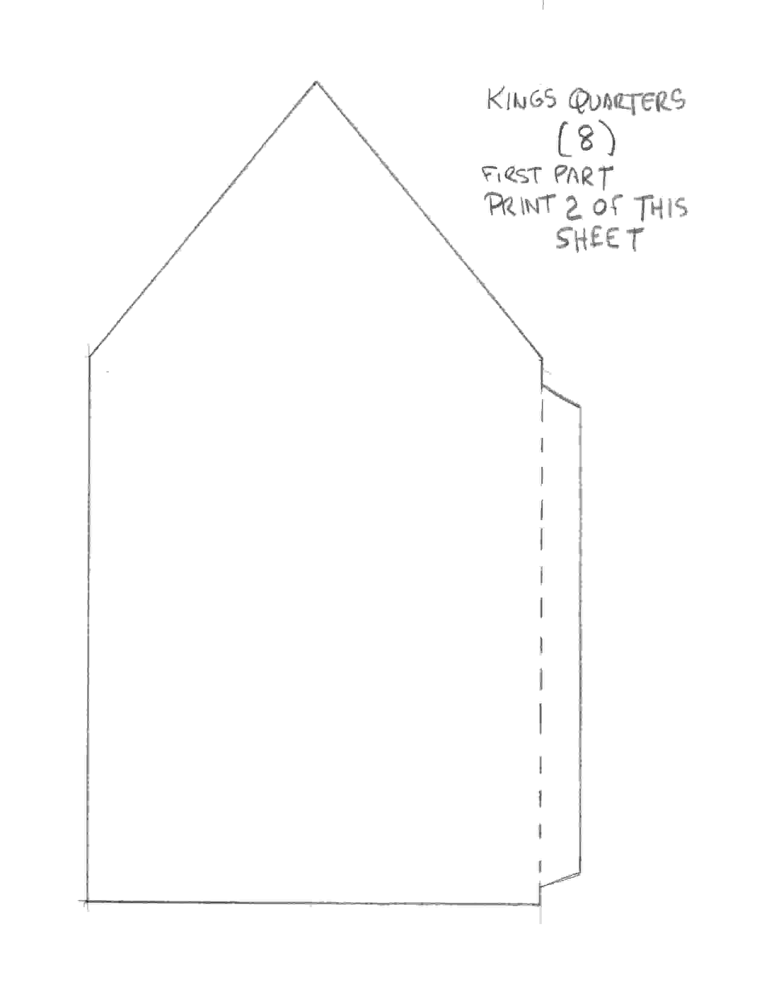 KINGS QUARTERS
(8)
FIRST PART
PRINT 2 OF THIS
SHEET